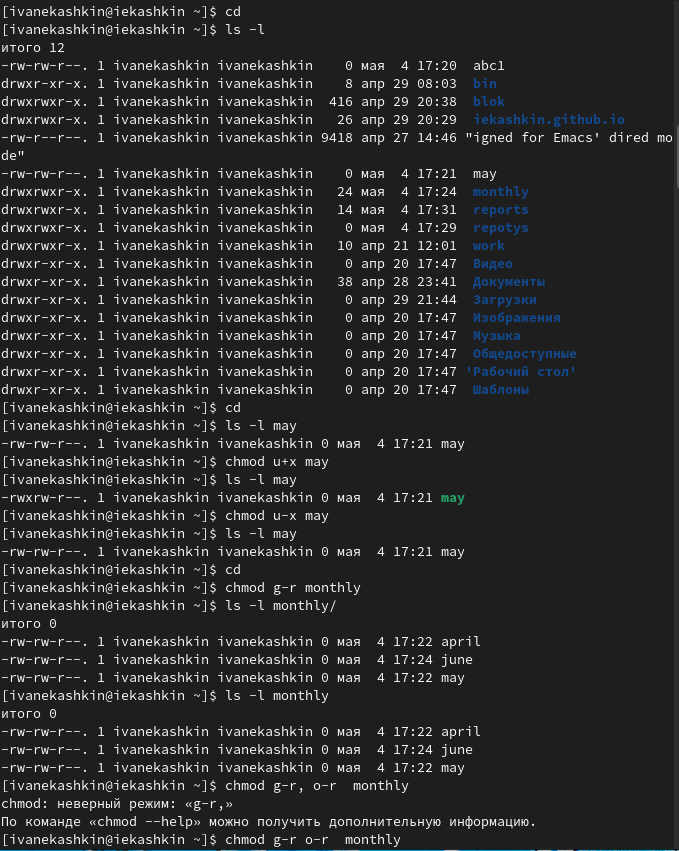 [ivanekashkin@iekashkin ~]$ cd
[ivanekashkin@iekashkin ~]$ ls -l
итого 12
-rw-rw-r--. 1 ivanekashkin ivanekashkin    0 мая  4 17:20  abc1
drwxr-xr-x. 1 ivanekashkin ivanekashkin    8 апр 29 08:03  bin
drwxrwxr-x. 1 ivanekashkin ivanekashkin  416 апр 29 20:38  blok
drwxrwxr-x. 1 ivanekashkin ivanekashkin   26 апр 29 20:29  iekashkin.github.io
-rw-r--r--. 1 ivanekashkin ivanekashkin 9418 апр 27 14:46 "igned for Emacs' dired mo
de"
-rw-rw-r--. 1 ivanekashkin ivanekashkin    0 мая  4 17:21  may
drwxrwxr-x. 1 ivanekashkin ivanekashkin   24 мая  4 17:24  monthly
drwxrwxr-x. 1 ivanekashkin ivanekashkin   14 мая  4 17:31  reports
drwxrwxr-x. 1 ivanekashkin ivanekashkin    0 мая  4 17:29  repotys
drwxrwxr-x. 1 ivanekashkin ivanekashkin   10 апр 21 12:01  work
drwxr-xr-x. 1 ivanekashkin ivanekashkin    0 апр 20 17:47  Видео
drwxr-xr-x. 1 ivanekashkin ivanekashkin   38 апр 28 23:41  Документы
drwxr-xr-x. 1 ivanekashkin ivanekashkin    0 апр 29 21:44  Загрузки
drwxr-xr-x. 1 ivanekashkin ivanekashkin    0 апр 20 17:47  Изображения
drwxr-xr-x. 1 ivanekashkin ivanekashkin    0 апр 20 17:47  Музыка
drwxr-xr-x. 1 ivanekashkin ivanekashkin    0 апр 20 17:47  Общедоступные
drwxr-xr-x. 1 ivanekashkin ivanekashkin    0 апр 20 17:47 'Рабочий стол'
drwxr-xr-x. 1 ivanekashkin ivanekashkin    0 апр 20 17:47  Шаблоны
[ivanekashkin@iekashkin ~]$ cd
[ivanekashkin@iekashkin ~]$ ls -l may
-rw-rw-r--. 1 ivanekashkin ivanekashkin 0 мая  4 17:21 may
[ivanekashkin@iekashkin ~]$ chmod u+x may
[ivanekashkin@iekashkin ~]$ ls -l may
-rwxrw-r--. 1 ivanekashkin ivanekashkin 0 мая  4 17:21 may
[ivanekashkin@iekashkin ~]$ chmod u-x may
[ivanekashkin@iekashkin ~]$ ls -l may
-rw-rw-r--. 1 ivanekashkin ivanekashkin 0 мая  4 17:21 may
[ivanekashkin@iekashkin ~]$ cd
[ivanekashkin@iekashkin ~]$ chmod g-r monthly
[ivanekashkin@iekashkin ~]$ ls -l monthly/
итого 0
-rw-rw-r--. 1 ivanekashkin ivanekashkin 0 мая  4 17:22 april
-rw-rw-r--. 1 ivanekashkin ivanekashkin 0 мая  4 17:24 june
-rw-rw-r--. 1 ivanekashkin ivanekashkin 0 мая  4 17:22 may
[ivanekashkin@iekashkin ~]$ ls -l monthly
итого 0
-rw-rw-r--. 1 ivanekashkin ivanekashkin 0 мая  4 17:22 april
-rw-rw-r--. 1 ivanekashkin ivanekashkin 0 мая  4 17:24 june
-rw-rw-r--. 1 ivanekashkin ivanekashkin 0 мая  4 17:22 may
[ivanekashkin@iekashkin ~]$ chmod g-r, o-r  monthly
chmod: неверный режим: «g-r,»
По команде «chmod --help» можно получить дополнительную информацию.
[ivanekashkin@iekashkin ~]$ chmod g-r o-r  monthly